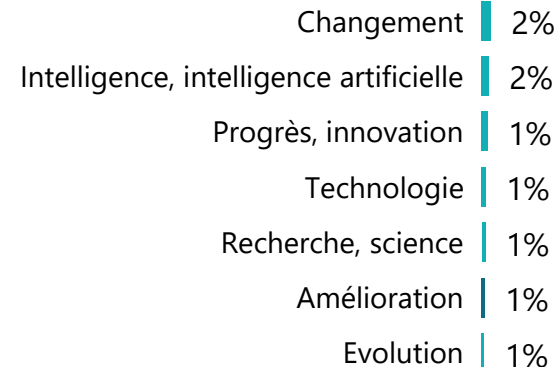 Changement 2%
Intelligence, intelligence artificielle 2%
Progrès, innovation 1%
Technologie 1%
Recherche, science 1%
Amélioration 1%
Evolution 1%